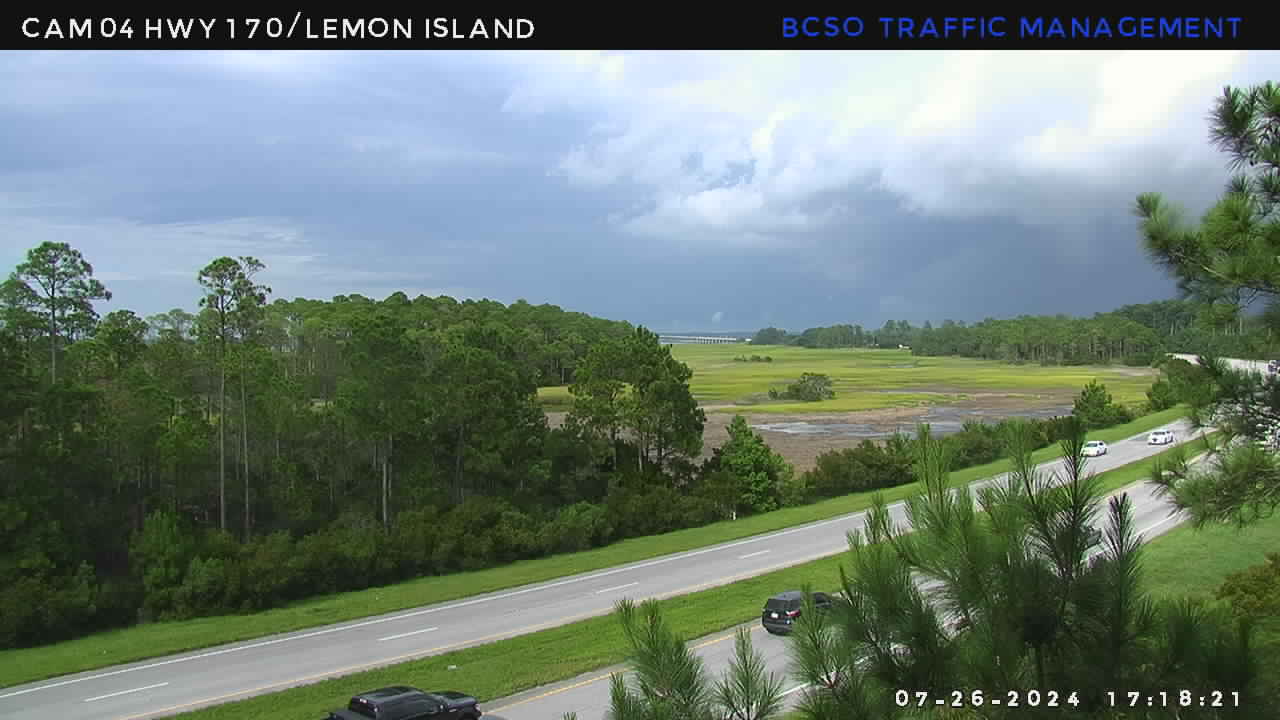 CAM04 HWY 170/LEMON ISLAND
BCSO TRAFFIC MANAGEMENT
07-26-2024 17:18:21